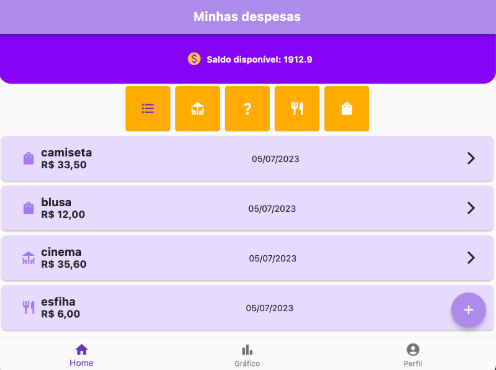 Minhas despesas
Saldo disponível: 1912.9
?
camiseta
R$ 33,50
05/07/2023
blusa
R$ 12,00
05/07/2023
cinema
R$ 35,60
05/07/2023
esfiha
R$ 6,00
05/07/2023
Home
Gráfico
Perfil